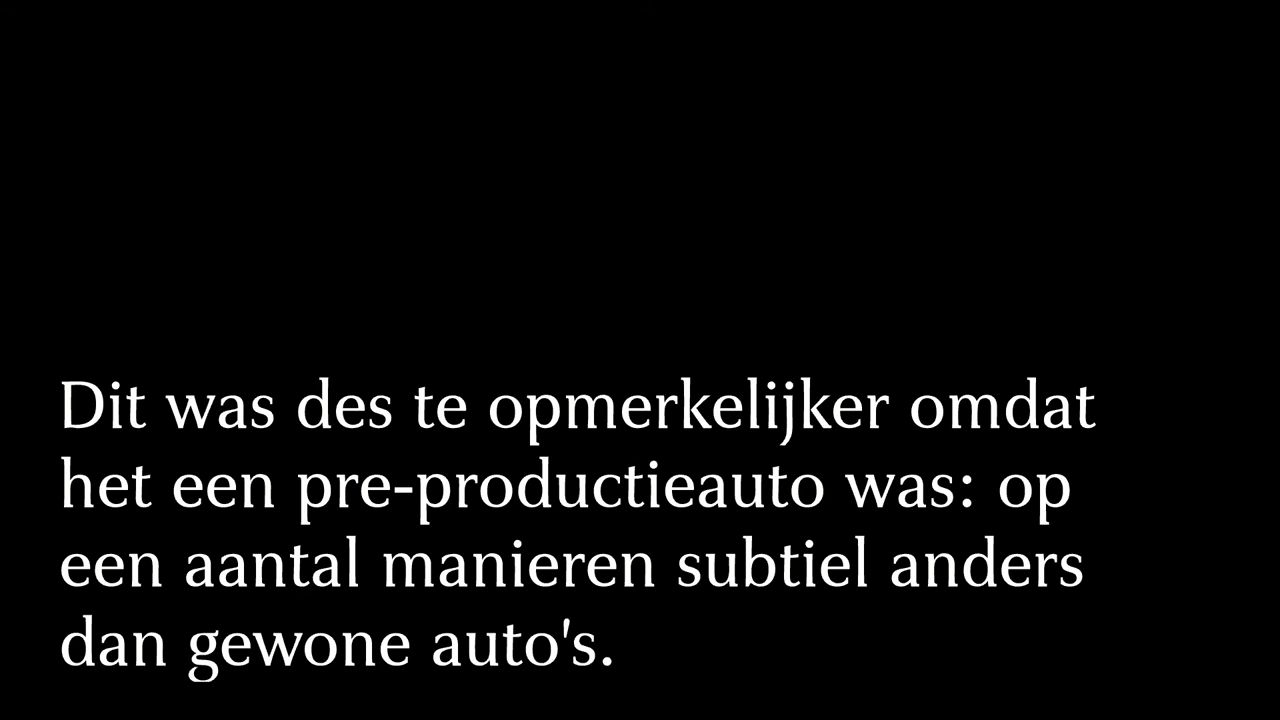 Dit was des te opmerkelijker omdat
het een pre-productieauto was: op
een aantal manieren subtiel anders
dan gewone auto's.